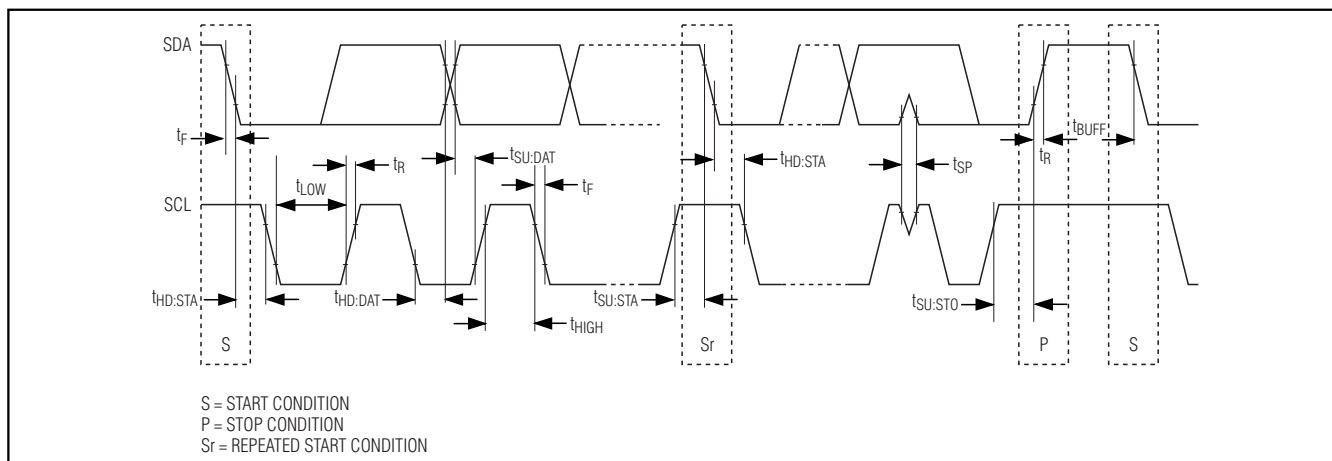 SDA
tF
tR
tSU:DAT
tF
tHD:STA
tSP
tR
tBUFF
tLOW
SCL
tHD:STA
tHD:DAT
tHIGH
tSU:STA
tSU:STO
S
Sr
P
S
S = START CONDITION
P = STOP CONDITION
Sr = REPEATED START CONDITION